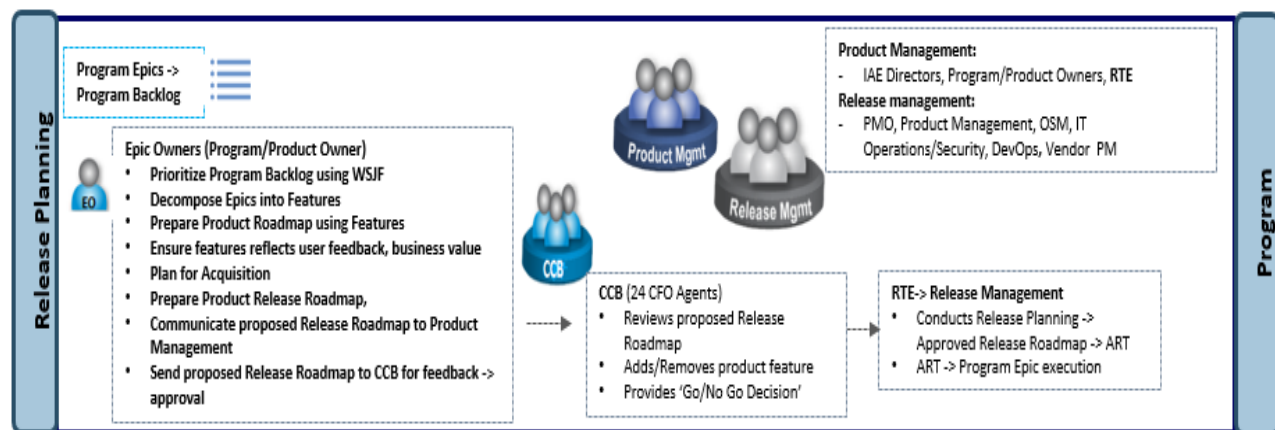 Release Planning
Program Epics ->
Program Backlog
EO
Epic Owners (Program/Product Owner)
• Prioritize Program Backlog using WSJF
• Decompose Epics into Features
• Prepare Product Roadmap using Features
• Ensure features reflects user feedback, business value
• Plan for Acquisition
• Prepare Product Release Roadmap,
• Communicate proposed Release Roadmap to Product
Management
• Send proposed Release Roadmap to CCB for feedback ->
approval
Product Mgmt
Release Mgmt
CCB
Product Management:
- IAE Directors, Program/Product Owners, RTE
Release management:
- PMO, Product Management, OSM, IT
Operations/Security, DevOps, Vendor PM
CCB (24 CFO Agents)
• Reviews proposed Release
Roadmap
• Adds/Removes product feature
• Provides ‘Go/No Go Decision’
RTE-> Release Management
• Conducts Release Planning ->
Approved Release Roadmap -> ART
• ART -> Program Epic execution
Program